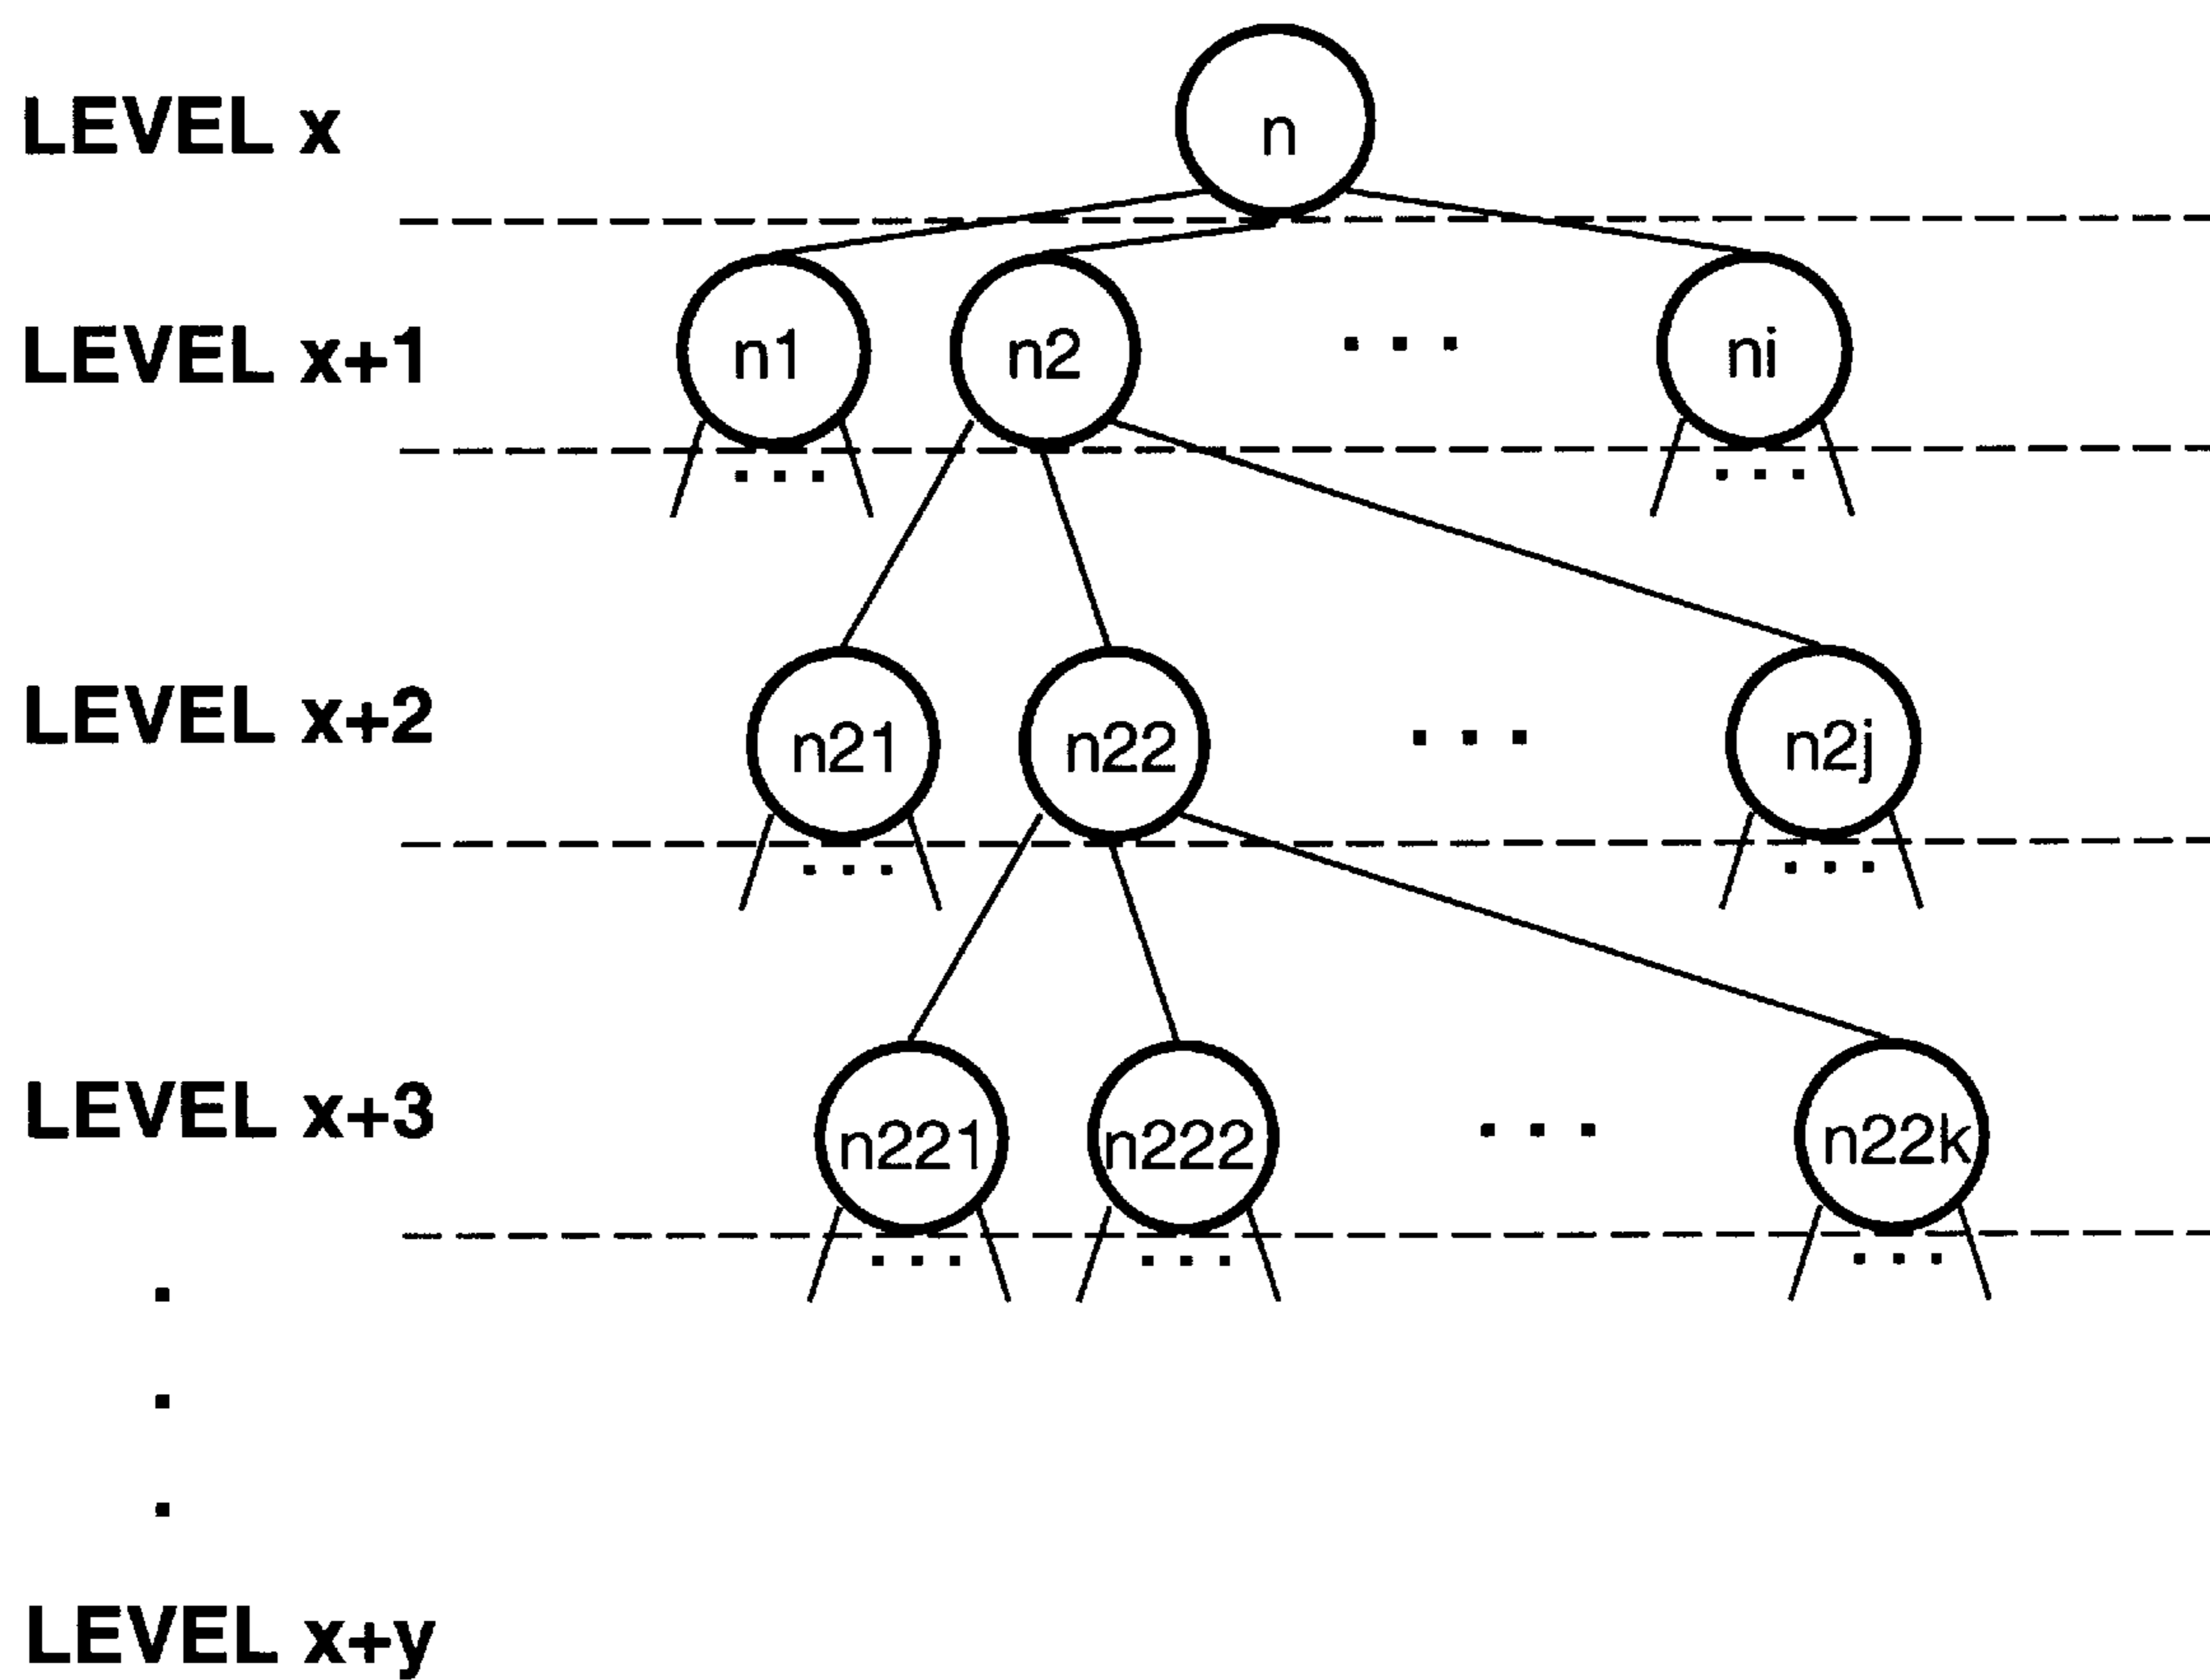 LEVEL x
n
LEVEL x+1
n1 n2 ... ni
... ...
LEVEL x+2
n21 n22 ... n2j
... ...
LEVEL x+3
n221 n222 ... n22k
... ... ...
.
.
.
LEVEL x+y